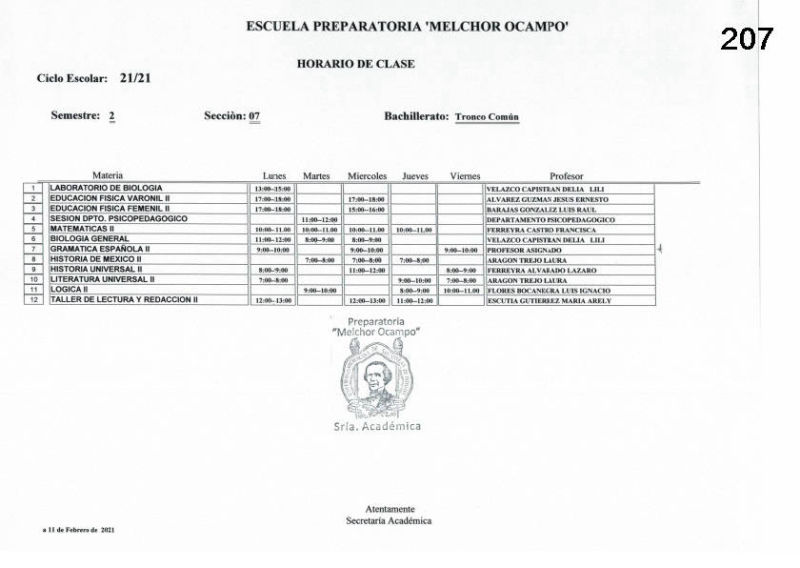 ESCUELA PREPARATORIA 'MELCHOR OCAMPO'
207
HORARIO DE CLASE
Ciclo Escolar: 21/21
Semestre: 2 Secciòn: 07 Bachillerato: Tronco Común
Materia Lunes Martes Miercoles Jueves Viernes Profesor
1 LABORATORIO DE BIOLOGIA 13:00--15:00 VELAZCO CAPISTRAN DELIA LILI
2 EDUCACION FISICA VARONIL II 17:00--18:00 17:00--18:00 ALVAREZ GUZMAN JESUS ERNESTO
3 EDUCACION FISICA FEMENIL II 17:00--18:00 15:00--16:00 BARAJAS GONZALEZ LUIS RAUL
4 SESION DPTO. PSICOPEDAGOGICO 11:00--12:00 DEPARTAMENTO PSICOPEDAGOGICO
5 MATEMATICAS II 10:00--11.00 10:00--11.00 10:00--11.00 10:00--11.00 FERREYRA CASTRO FRANCISCA
6 BIOLOGIA GENERAL 11:00--12:00 8:00--9:00 8:00--9:00 VELAZCO CAPISTRAN DELIA LILI
7 GRAMATICA ESPAÑOLA II 9:00--10:00 9:00--10:00 9:00--10:00 PROFESOR ASIGNADO
8 HISTORIA DE MEXICO II 7:00--8:00 7:00--8:00 7:00--8:00 ARAGON TREJO LAURA
9 HISTORIA UNIVERSAL II 8:00--9:00 11:00--12:00 8:00--9:00 FERREYRA ALVARADO LAZARO
10 LITERATURA UNIVERSAL II 7:00--8:00 9:00--10:00 7:00--8:00 ARAGON TREJO LAURA
11 LOGICA II 9:00--10:00 8:00--9:00 10:00--11.00 FLORES BOCANEGRA LUIS IGNACIO
12 TALLER DE LECTURA Y REDACCION II 12:00--13:00 12:00--13:00 11:00--12:00 ESCUTIA GUTIERREZ MARIA ARELY
Preparatoria
"Melchor Ocampo"
Sría. Académica
Atentamente
Secretaría Académica
a 11 de Febrero de 2021